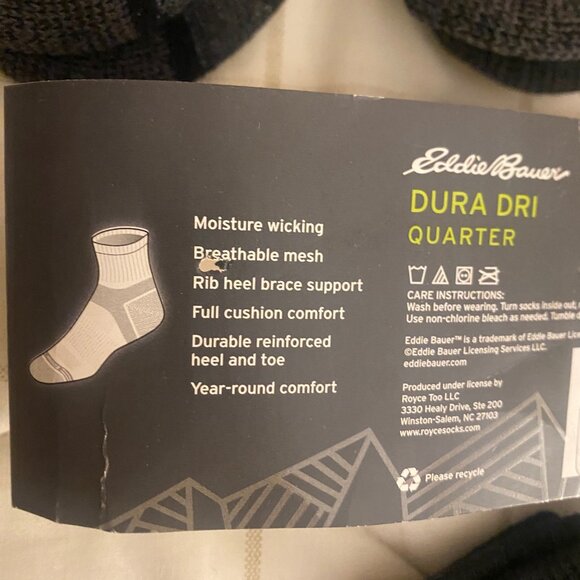 Moisture wicking
Breathable mesh
Rib heel brace support
Full cushion comfort
Durable reinforced
heel and toe
Year-round comfort
Eddie Bauer
DURA DRI
QUARTER
CARE INSTRUCTIONS:
Wash before wearing. Turn socks inside out,
Use non-chlorine bleach as needed. Tumble
Eddie Bauer™ is a trademark of Eddie Bauer
©Eddie Bauer Licensing Services LLC.
eddiebauer.com
Produced under license by
Royce Too LLC
3330 Healy Drive, Ste 200
Winston-Salem, NC 27103
www.roycesocks.com
Please recycle